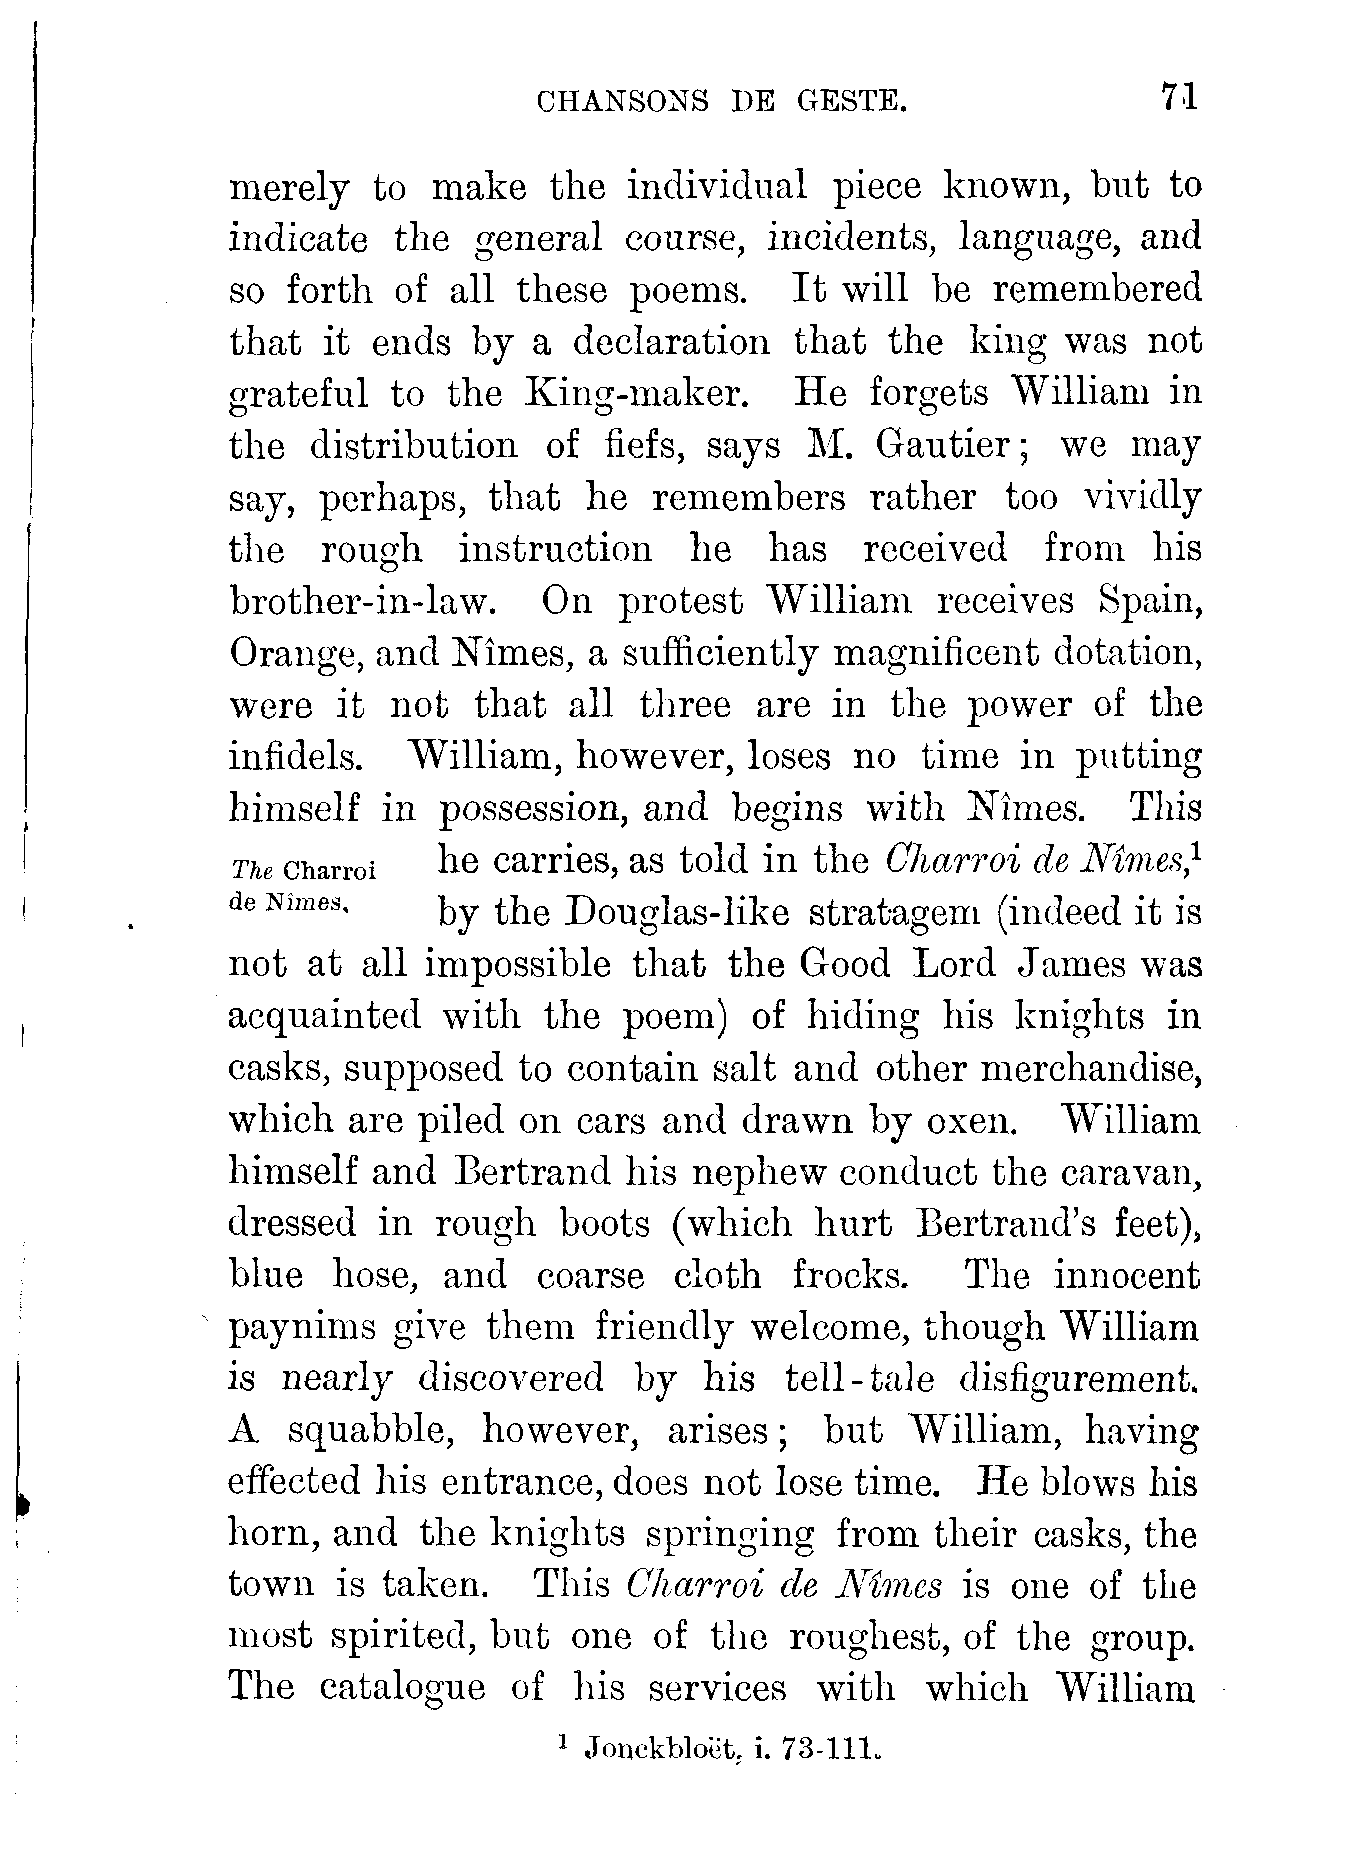 CHANSONS DE GESTE. 71
merely to make the individual piece known, but to
indicate the general course, incidents, language, and
so forth of all these poems. It will be remembered
that it ends by a declaration that the king was not
grateful to the King-maker. He forgets William in
the distribution of fiefs, says M. Gautier; we may
say, perhaps, that he remembers rather too vividly
the rough instruction he has received from his
brother-in-law. On protest William receives Spain,
Orange, and Nîmes, a sufficiently magnificent dotation,
were it not that all three are in the power of the
infidels. William, however, loses no time in putting
himself in possession, and begins with Nîmes. This
The Charroi
de Nîmes.
he carries, as told in the Charroi de Nîmes,¹
by the Douglas-like stratagem (indeed it is
not at all impossible that the Good Lord James was
acquainted with the poem) of hiding his knights in
casks, supposed to contain salt and other merchandise,
which are piled on cars and drawn by oxen. William
himself and Bertrand his nephew conduct the caravan,
dressed in rough boots (which hurt Bertrand's feet),
blue hose, and coarse cloth frocks. The innocent
paynims give them friendly welcome, though William
is nearly discovered by his tell-tale disfigurement.
A squabble, however, arises; but William, having
effected his entrance, does not lose time. He blows his
horn, and the knights springing from their casks, the
town is taken. This Charroi de Nîmes is one of the
most spirited, but one of the roughest, of the group.
The catalogue of his services with which William
¹ Jonckbloët, i. 73-111.